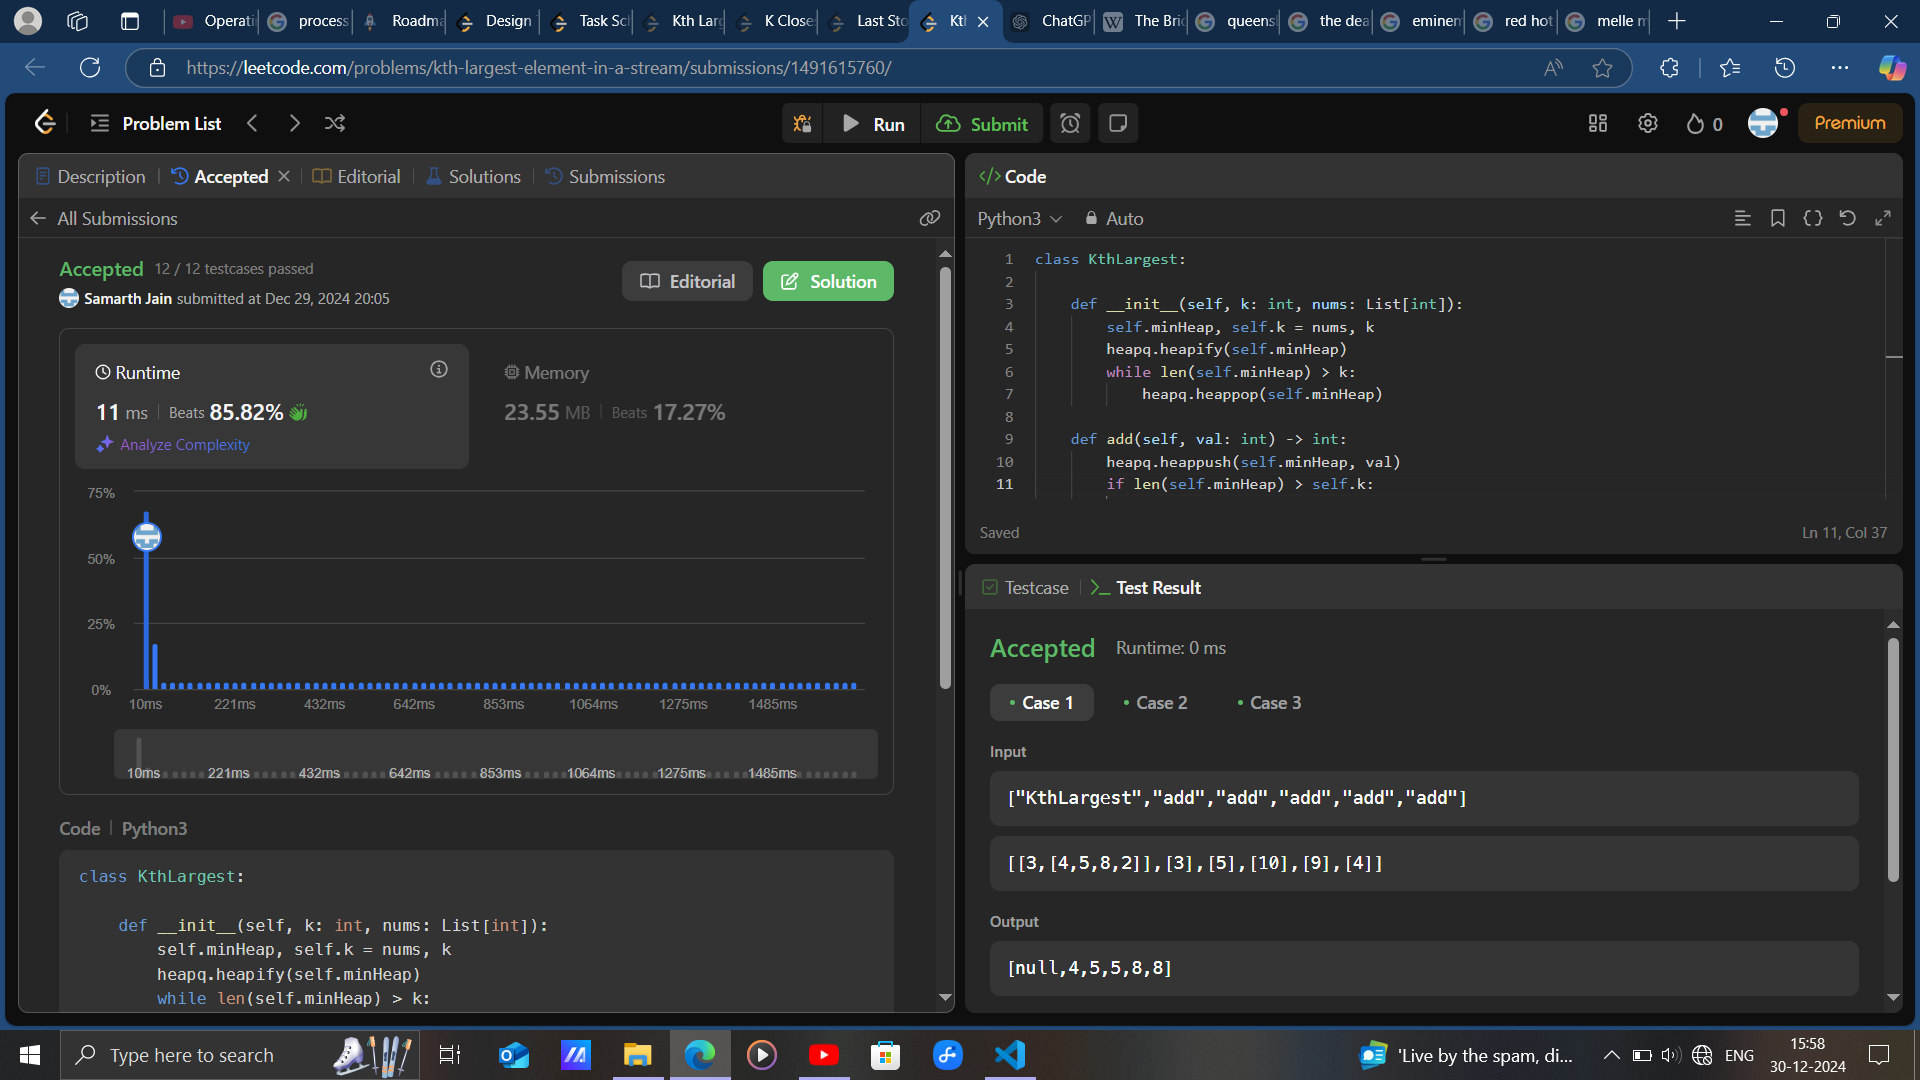 Operati
process
Roadma
Design
Task Sch
Kth Larg
K Close
Last Sto
Kth
ChatGP
The Bri
queens
the dea
eminem
red hot
melle m
https://leetcode.com/problems/kth-largest-element-in-a-stream/submissions/1491615760/
Problem List
Run
Submit
0
Premium
Description
Accepted
Editorial
Solutions
Submissions
All Submissions
Accepted 12 / 12 testcases passed
Samarth Jain submitted at Dec 29, 2024 20:05
Editorial
Solution
Runtime
11 ms | Beats 85.82%
Analyze Complexity
Memory
23.55 MB | Beats 17.27%
75%
50%
25%
0%
10ms 221ms 432ms 642ms 853ms 1064ms 1275ms 1485ms
10ms 221ms 432ms 642ms 853ms 1064ms 1275ms 1485ms
Code | Python3
class KthLargest:
def __init__(self, k: int, nums: List[int]):
self.minHeap, self.k = nums, k
heapq.heapify(self.minHeap)
while len(self.minHeap) > k:
</> Code
Python3
Auto
1 class KthLargest:
2
3 def __init__(self, k: int, nums: List[int]):
4 self.minHeap, self.k = nums, k
5 heapq.heapify(self.minHeap)
6 while len(self.minHeap) > k:
7 heapq.heappop(self.minHeap)
8
9 def add(self, val: int) -> int:
10 heapq.heappush(self.minHeap, val)
11 if len(self.minHeap) > self.k:
Saved
Ln 11, Col 37
Testcase
Test Result
Accepted Runtime: 0 ms
Case 1
Case 2
Case 3
Input
["KthLargest","add","add","add","add","add"]
[[3,[4,5,8,2]],[3],[5],[10],[9],[4]]
Output
[null,4,5,5,8,8]
Type here to search
'Live by the spam, di...
ENG
15:58
30-12-2024